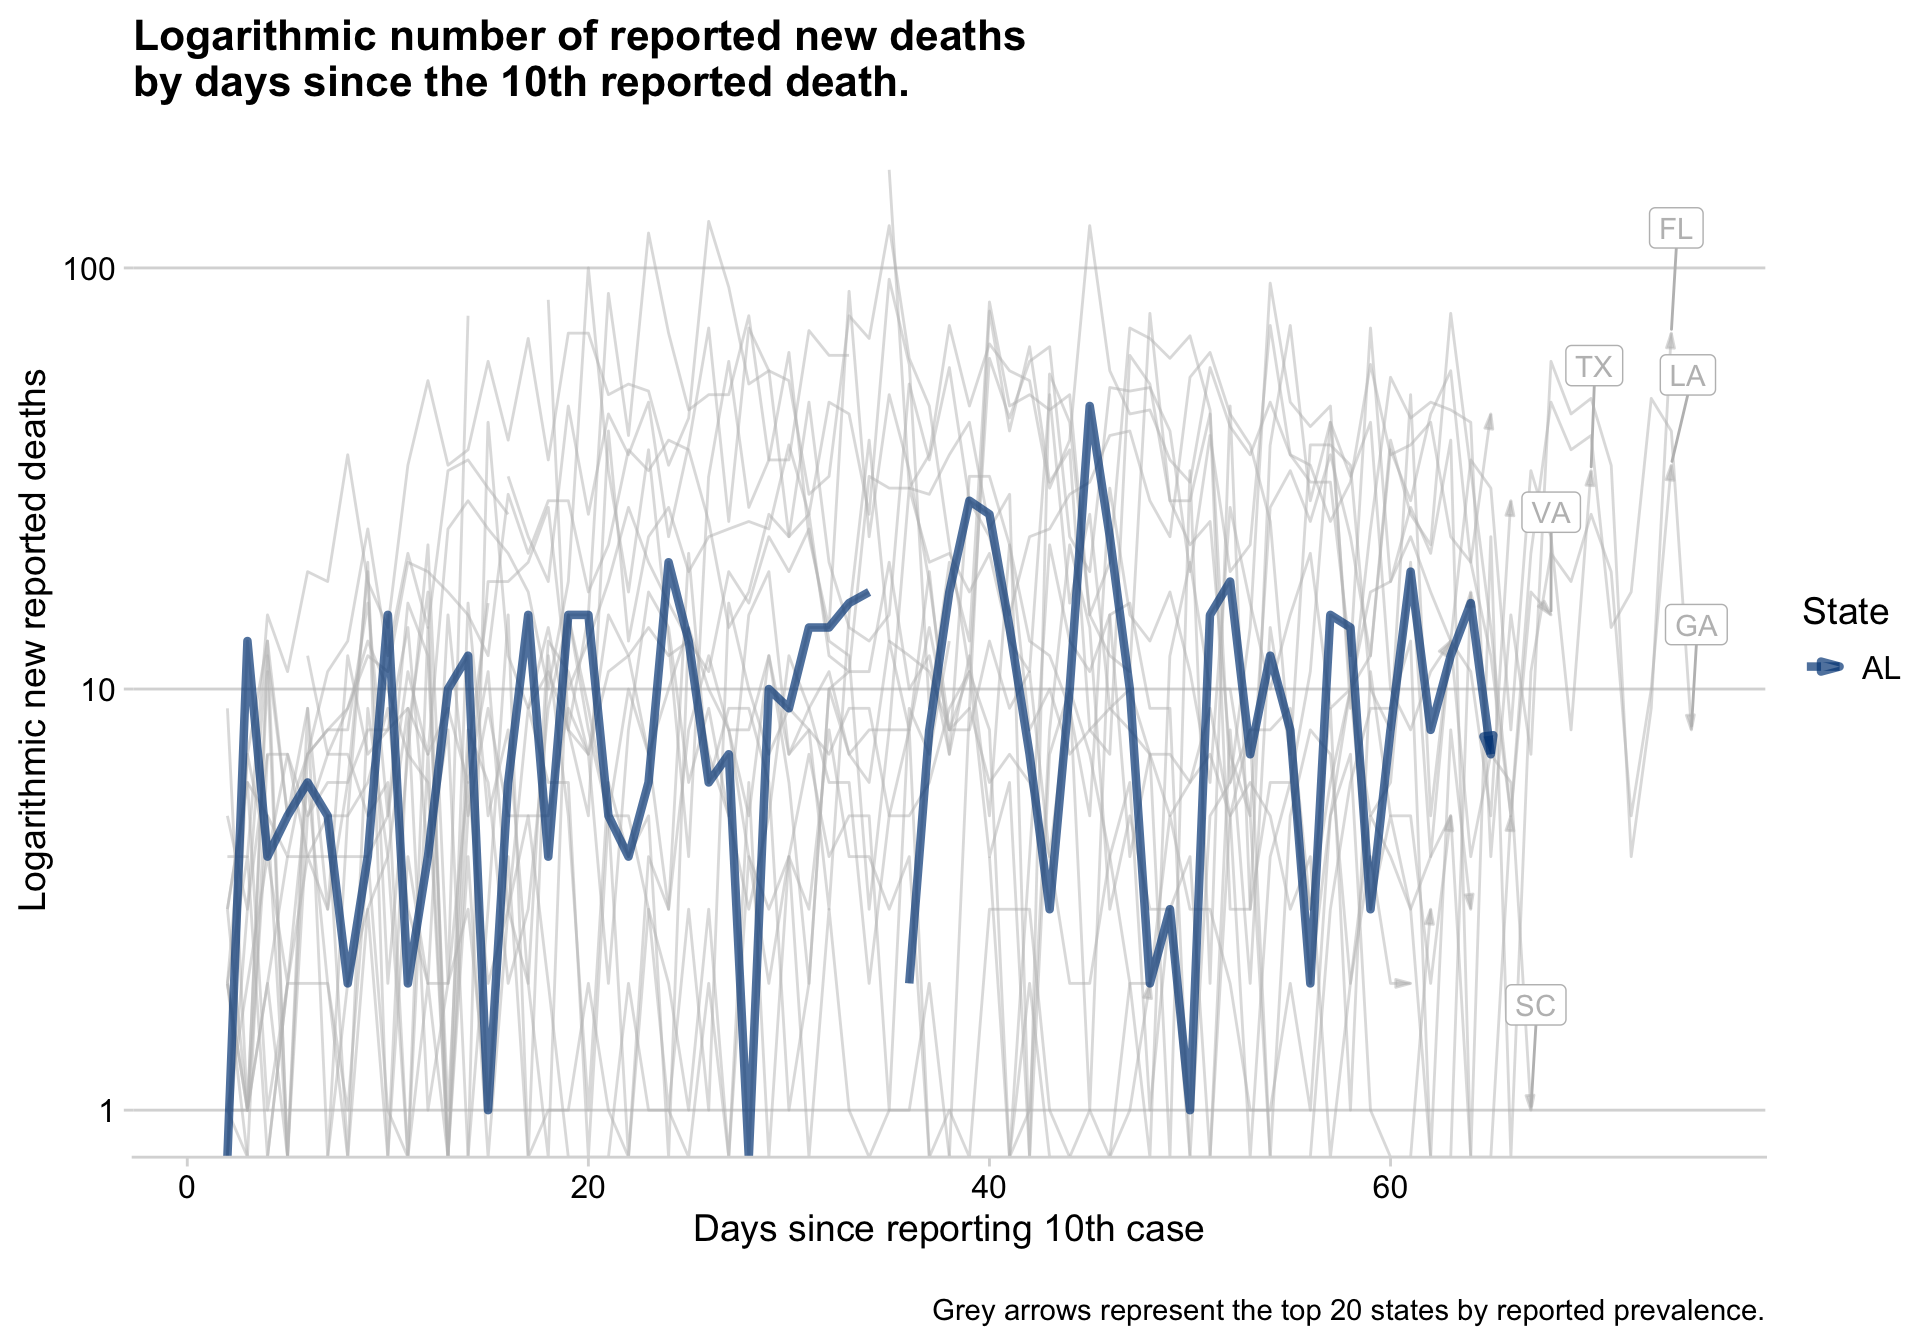 Logarithmic number of reported new deaths
by days since the 10th reported death.
Logarithmic new reported deaths
100
10
1
FL
TX
LA
VA
GA
SC
State
AL
0 20 40 60
Days since reporting 10th case
Grey arrows represent the top 20 states by reported prevalence.